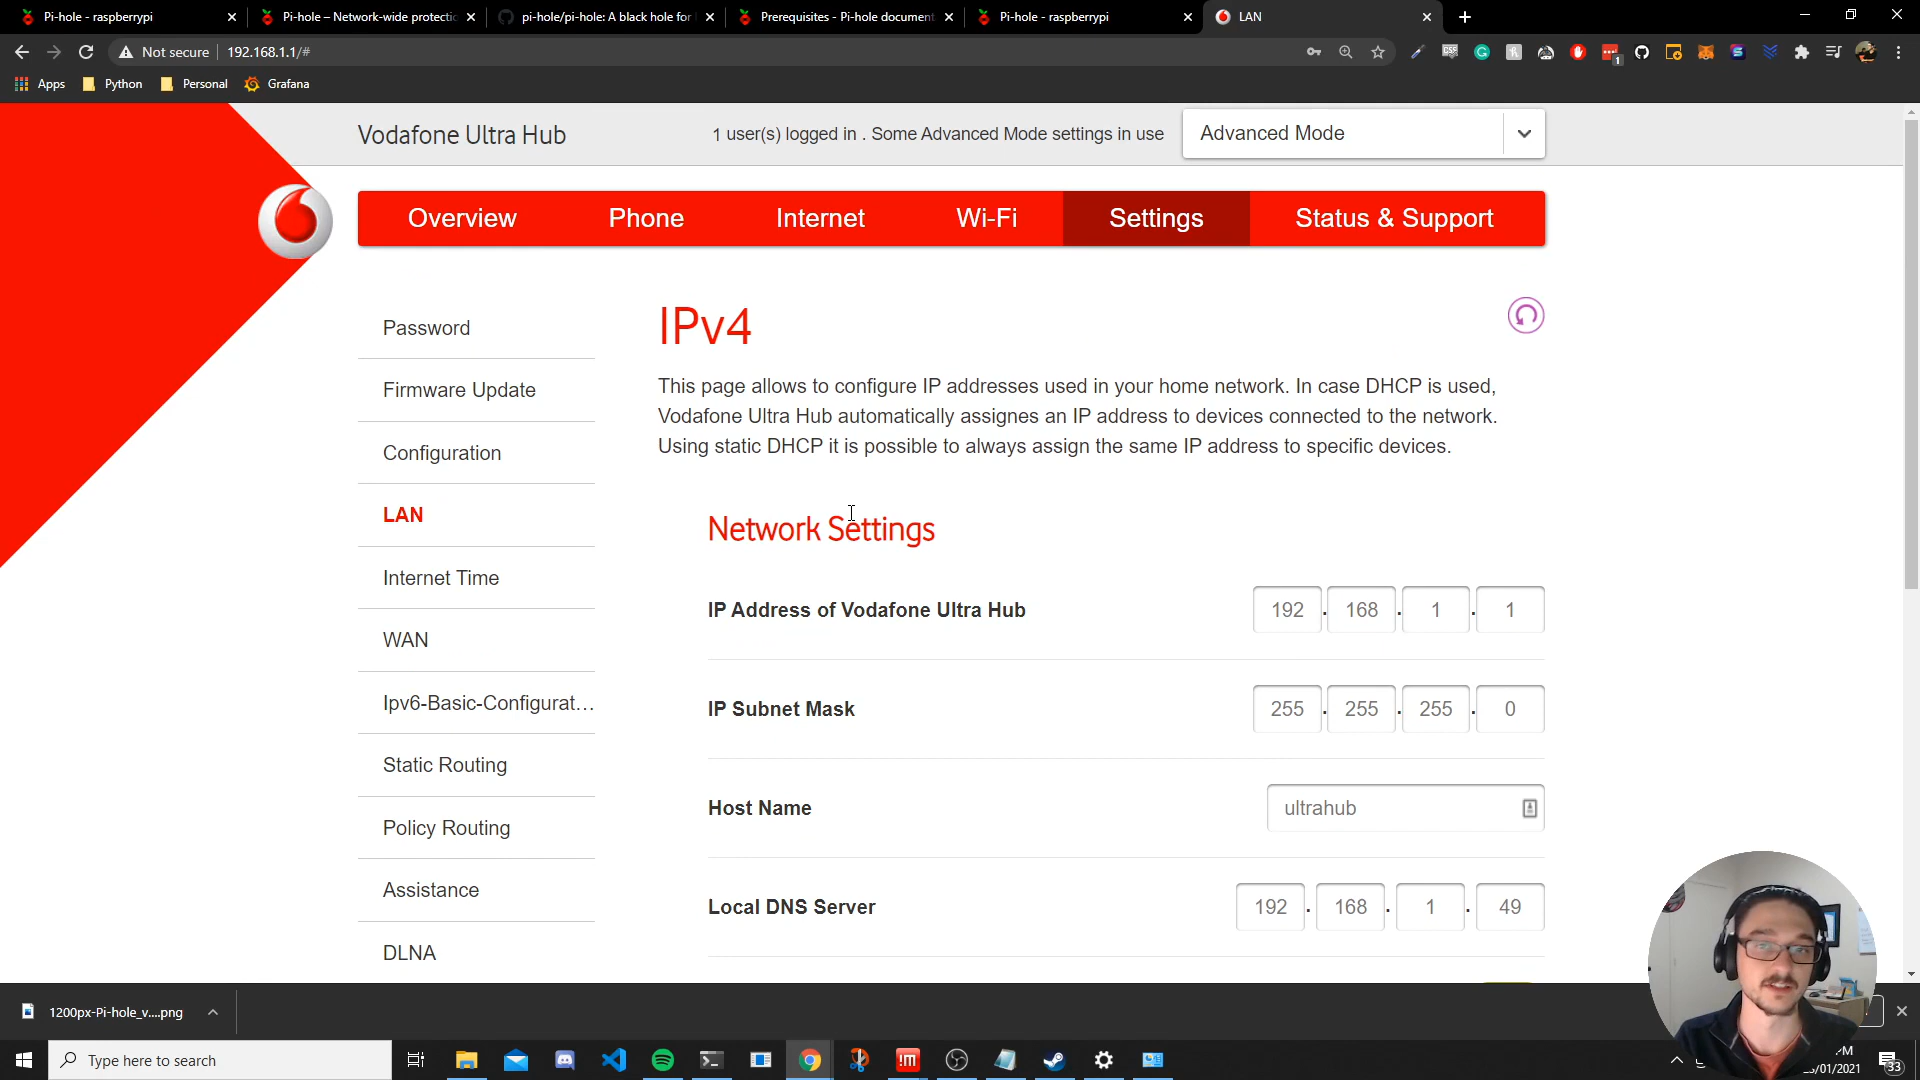 Pi-hole - raspberrypi
Pi-hole – Network-wide protectic
pi-hole/pi-hole: A black hole for
Prerequisites - Pi-hole document
Pi-hole - raspberrypi
LAN
Not secure
192.168.1.1/#
1
Apps
Python
Personal
Grafana
Vodafone Ultra Hub
1 user(s) logged in . Some Advanced Mode settings in use
Advanced Mode
Overview
Phone
Internet
Wi-Fi
Settings
Status & Support
Password
Firmware Update
Configuration
LAN
Internet Time
WAN
Ipv6-Basic-Configurat...
Static Routing
Policy Routing
Assistance
DLNA
IPv4
This page allows to configure IP addresses used in your home network. In case DHCP is used,
Vodafone Ultra Hub automatically assignes an IP address to devices connected to the network.
Using static DHCP it is possible to always assign the same IP address to specific devices.
Network Settings
IP Address of Vodafone Ultra Hub
192 . 168 . 1 . 1
IP Subnet Mask
255 . 255 . 255 . 0
Host Name
ultrahub
Local DNS Server
192 . 168 . 1 . 49
1200px-Pi-hole_v....png
Type here to search
/01/2021
33